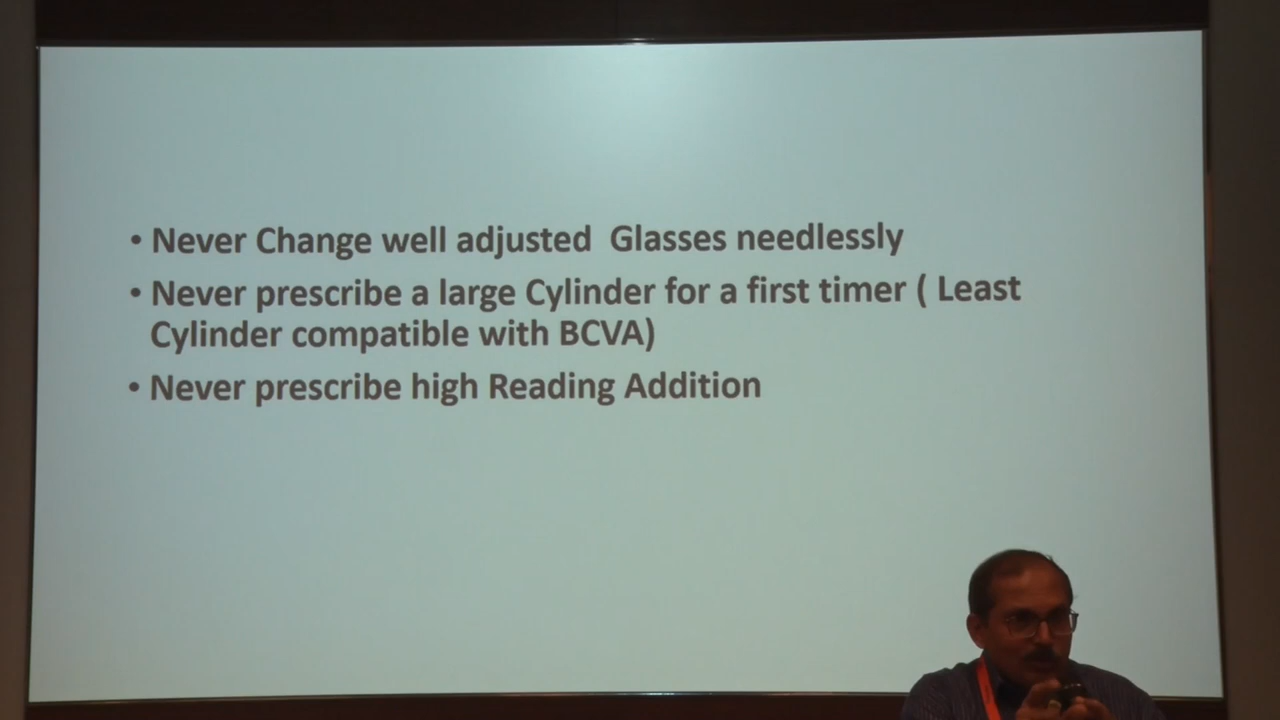 • Never Change well adjusted  Glasses needlessly
• Never prescribe a large Cylinder for a first timer ( Least
Cylinder compatible with BCVA)
• Never prescribe high Reading Addition